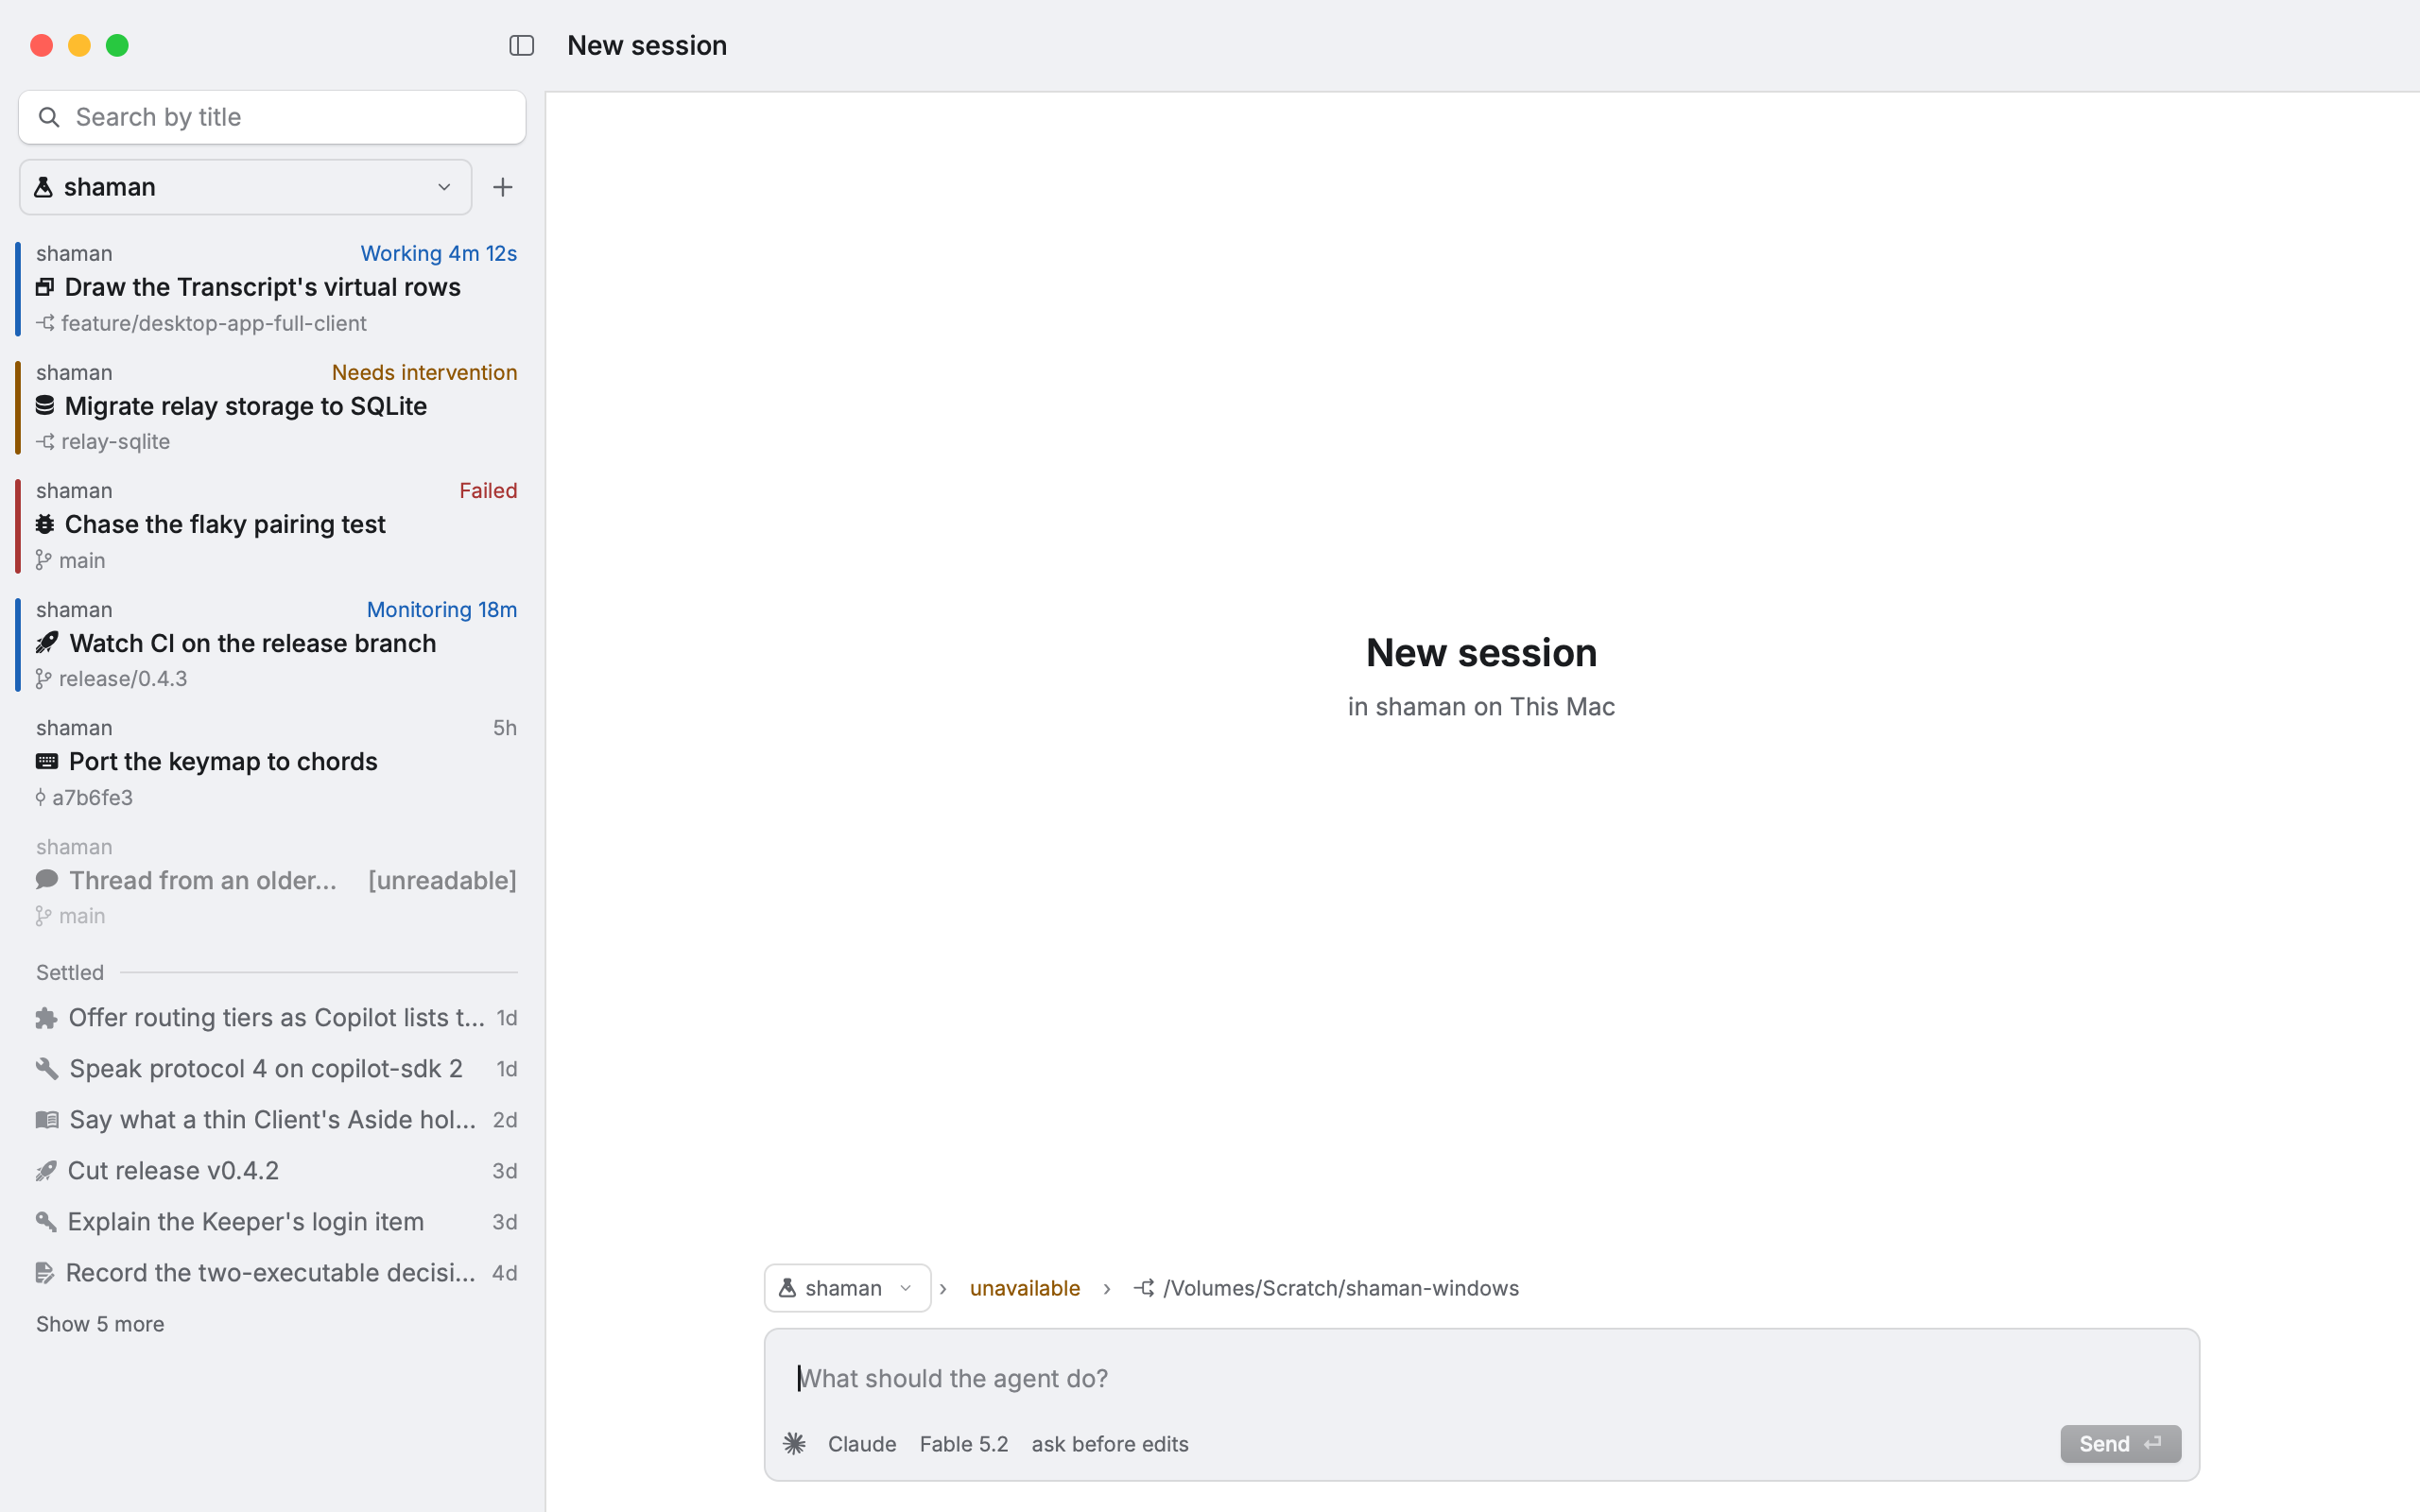 New session
Search by title
shaman
shaman Working 4m 12s
Draw the Transcript's virtual rows
feature/desktop-app-full-client
shaman Needs intervention
Migrate relay storage to SQLite
relay-sqlite
shaman Failed
Chase the flaky pairing test
main
shaman Monitoring 18m
Watch CI on the release branch
release/0.4.3
shaman 5h
Port the keymap to chords
a7b6fe3
shaman
Thread from an older... [unreadable]
main
Settled
Offer routing tiers as Copilot lists t... 1d
Speak protocol 4 on copilot-sdk 2 1d
Say what a thin Client's Aside hol... 2d
Cut release v0.4.2 3d
Explain the Keeper's login item 3d
Record the two-executable decisi... 4d
Show 5 more
New session
in shaman on This Mac
shaman › unavailable › /Volumes/Scratch/shaman-windows
What should the agent do?
Claude Fable 5.2 ask before edits Send